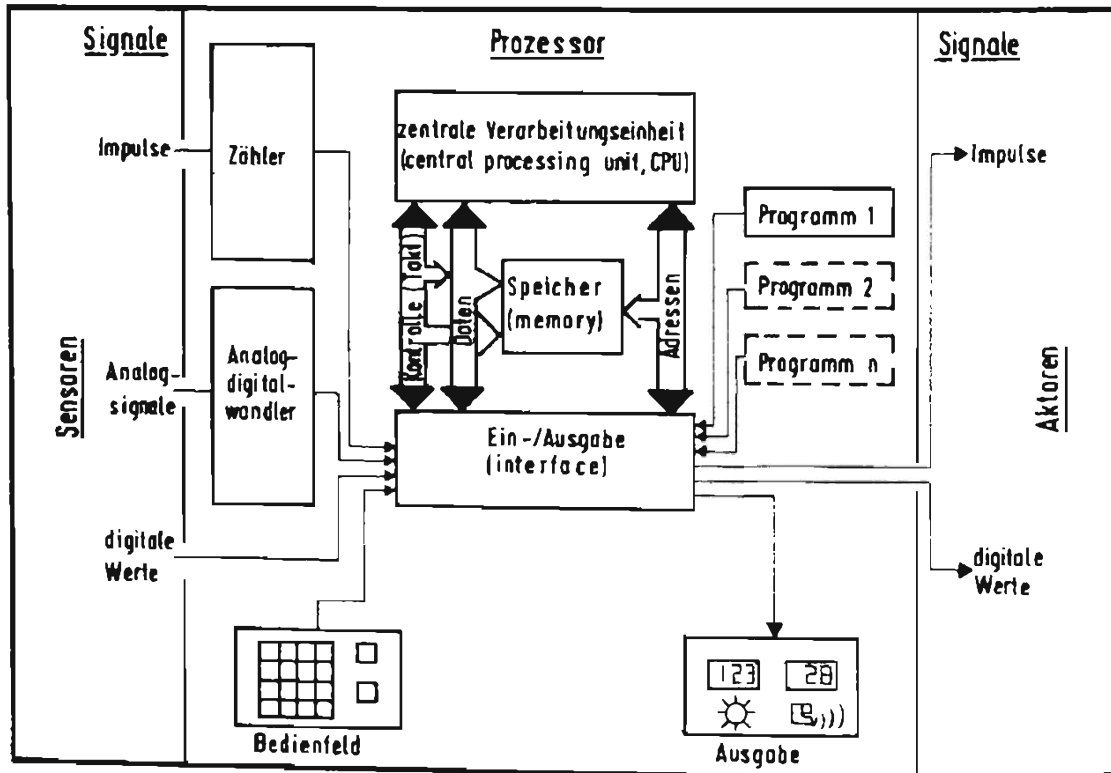 Signale
Prozessor
Signale
Impulse
Zähler
zentrale Verarbeitungseinheit
(central processing unit, CPU)
Impulse
Programm 1
Kontrolle (Takt)
Daten
Speicher
(memory)
Adressen
Programm 2
Programm n
Sensoren
Analog-
signale
Analog-
digital-
wandler
Aktoren
Ein-/Ausgabe
(interface)
digitale
Werte
digitale
Werte
123
28
Bedienfeld
Ausgabe